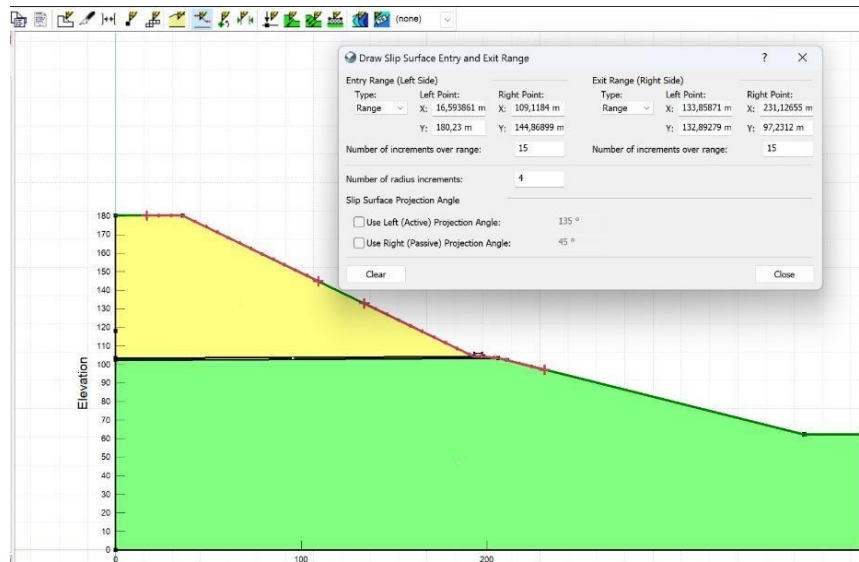 (none)
Draw Slip Surface Entry and Exit Range
Entry Range (Left Side)
Exit Range (Right Side)
Type: Left Point: Right Point:
Type: Left Point: Right Point:
Range X: 16,593861 m X: 109,1184 m
Range X: 133,85871 m X: 231,12655 m
Y: 180,23 m Y: 144,86899 m
Y: 132,89279 m Y: 97,2312 m
Number of increments over range: 15
Number of increments over range: 15
Number of radius increments: 4
Slip Surface Projection Angle
Use Left (Active) Projection Angle: 135 °
Use Right (Passive) Projection Angle: 45 °
Clear
Close
180
170
160
150
140
130
120
110
100
90
80
70
60
50
40
30
20
10
0
Elevation
0 100 200